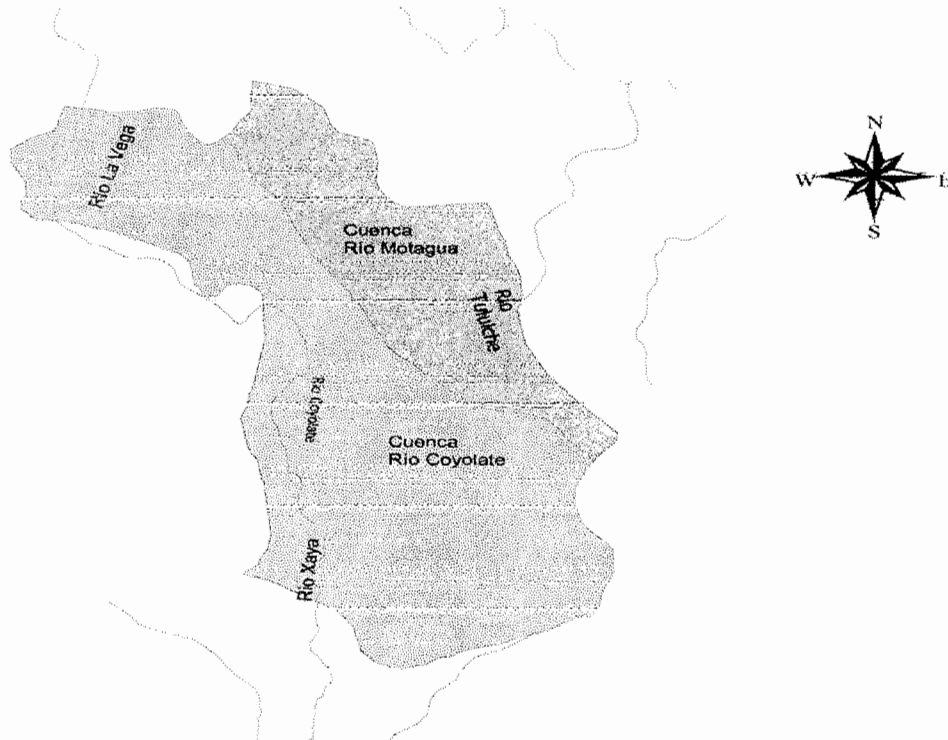 Río La Vega
N
W
E
S
Cuenca
Río Motagua
Río
Tululche
Río Coyolate
Cuenca
Río Coyolate
Río Xaya